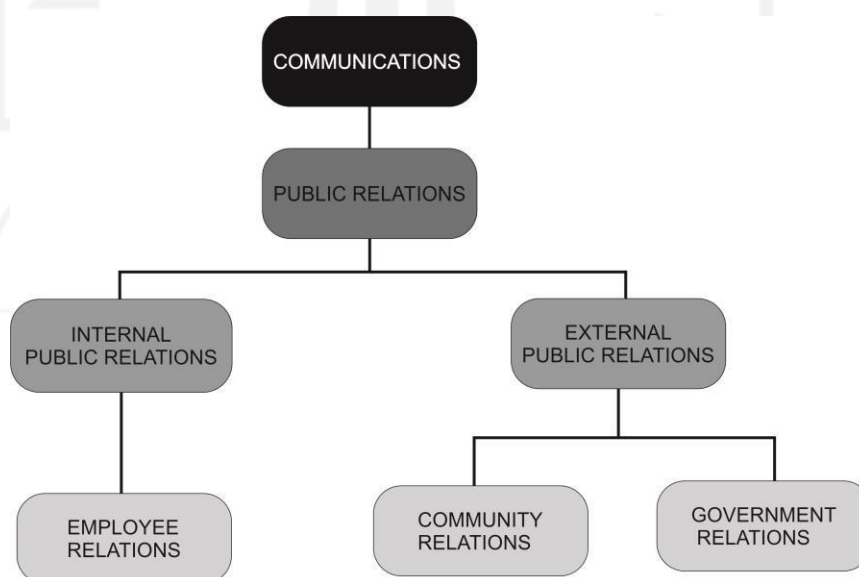 COMMUNICATIONS
PUBLIC RELATIONS
INTERNAL
PUBLIC RELATIONS
EXTERNAL
PUBLIC RELATIONS
EMPLOYEE
RELATIONS
COMMUNITY
RELATIONS
GOVERNMENT
RELATIONS